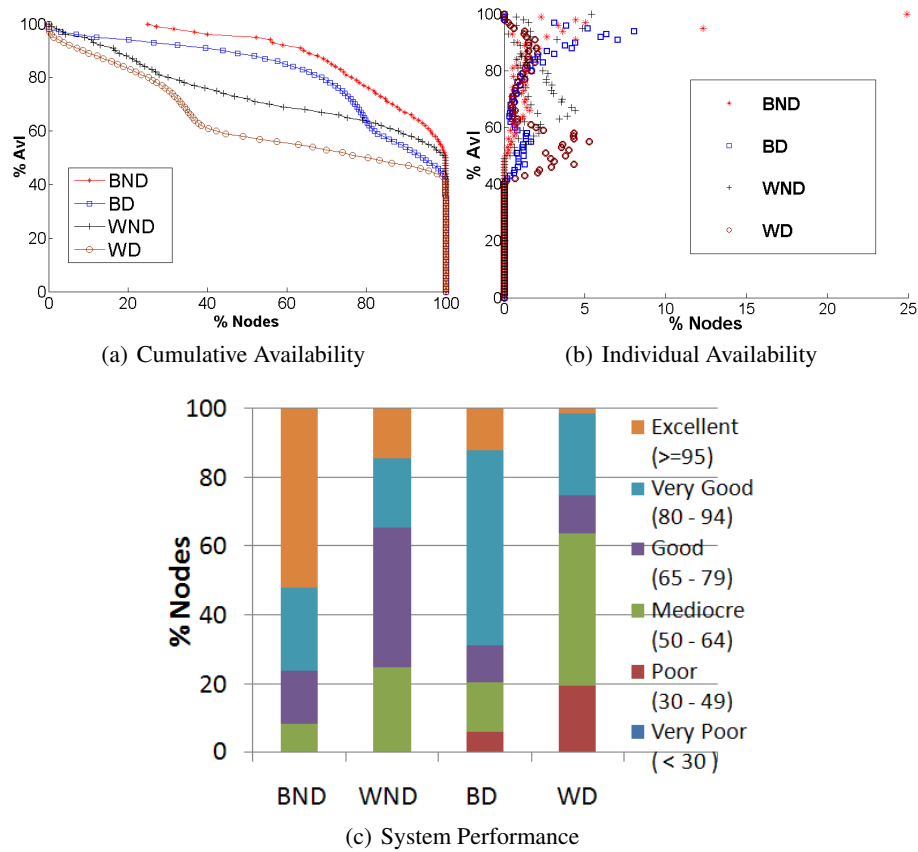 100
80
60
40
20
0
% Avl
BND
BD
WND
WD
0
20
40
60
80
100
% Nodes
(a) Cumulative Availability
100
80
60
40
20
0
% Avl
BND
BD
WND
WD
0
5
10
15
20
25
% Nodes
(b) Individual Availability
100
80
60
40
20
0
% Nodes
BND
WND
BD
WD
Excellent
(>=95)
Very Good
(80 - 94)
Good
(65 - 79)
Mediocre
(50 - 64)
Poor
(30 - 49)
Very Poor
( < 30 )
(c) System Performance